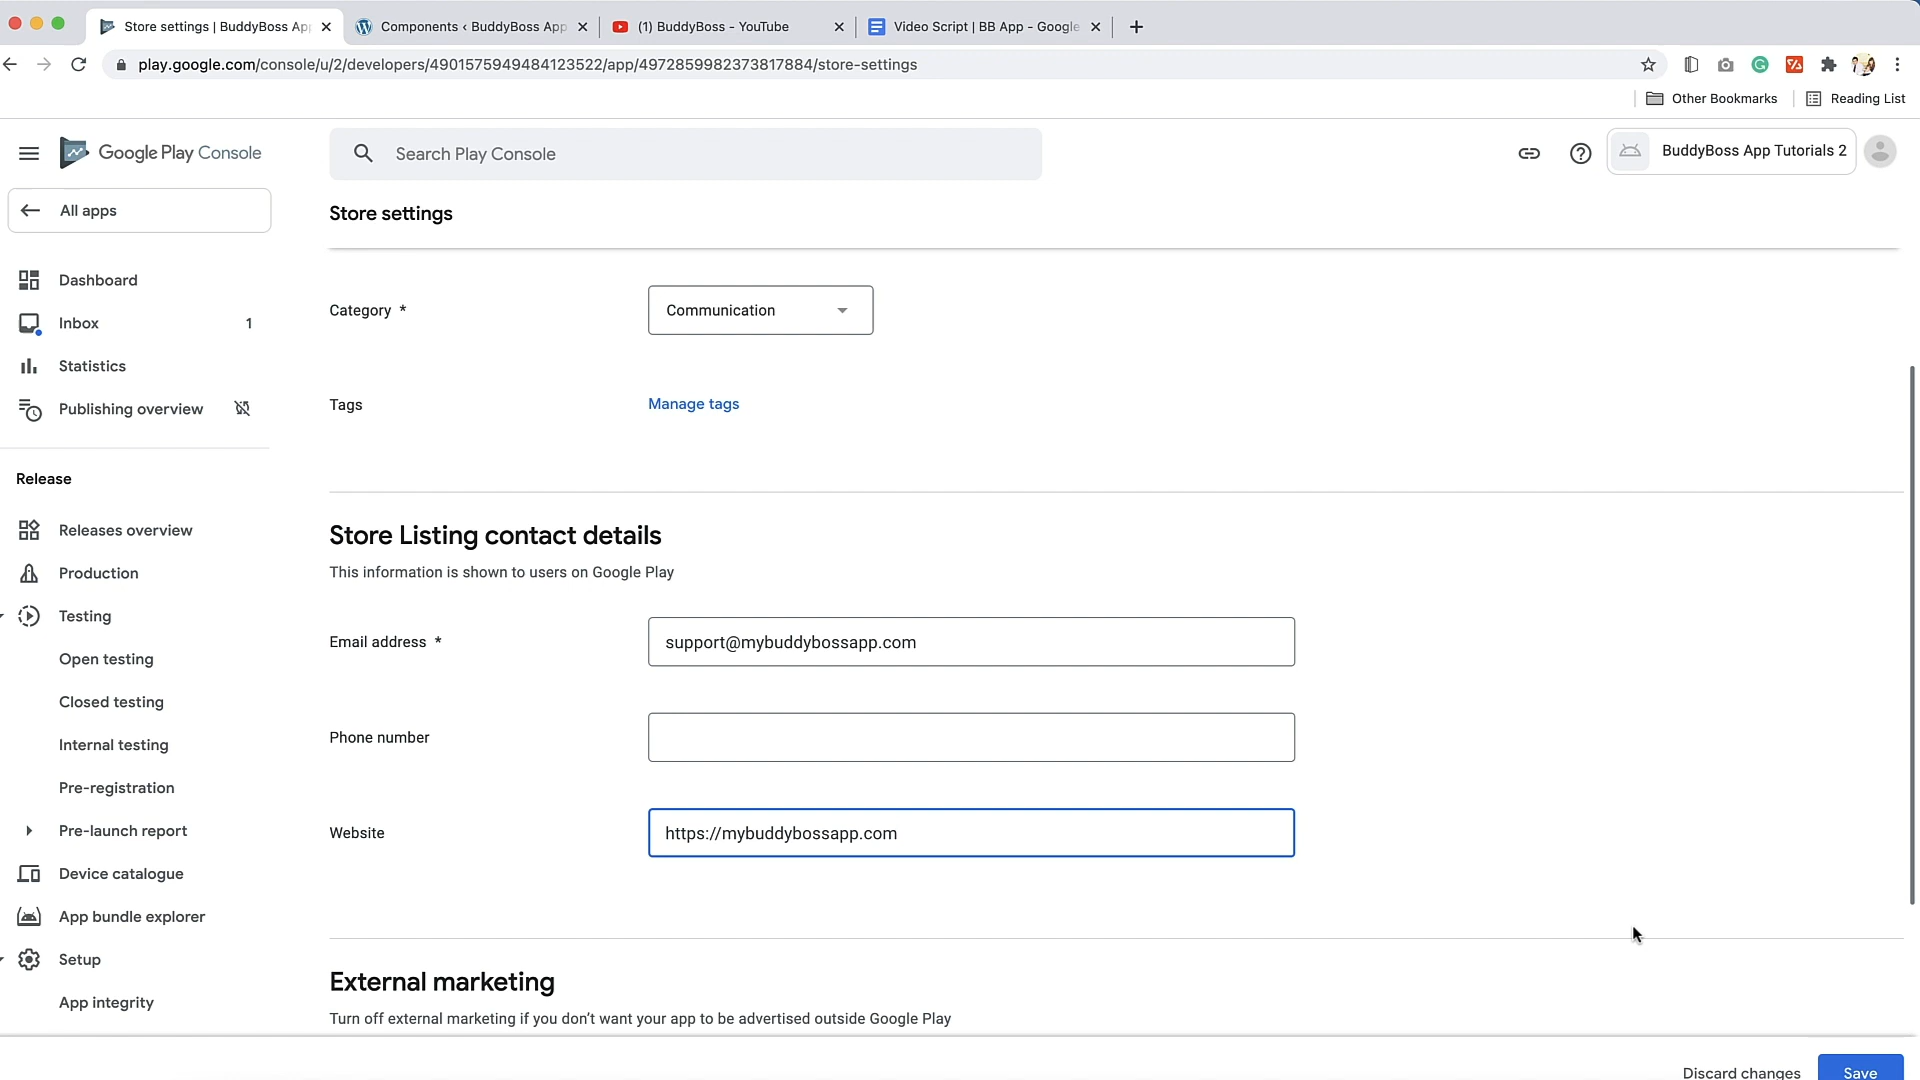 Store settings | BuddyBoss App
Components ‹ BuddyBoss App
(1) BuddyBoss - YouTube
Video Script | BB App - Google
play.google.com/console/u/2/developers/4901575949484123522/app/4972859982373817884/store-settings
Other Bookmarks
Reading List
Google Play Console
Search Play Console
BuddyBoss App Tutorials 2
All apps
Store settings
Dashboard
Category *
Communication
Inbox
1
Statistics
Tags
Manage tags
Publishing overview
Release
Releases overview
Store Listing contact details
This information is shown to users on Google Play
Production
Testing
Email address *
support@mybuddybossapp.com
Open testing
Closed testing
Phone number
Internal testing
Pre-registration
Pre-launch report
Website
https://mybuddybossapp.com
Device catalogue
App bundle explorer
Setup
External marketing
App integrity
Turn off external marketing if you don’t want your app to be advertised outside Google Play
Discard changes
Save